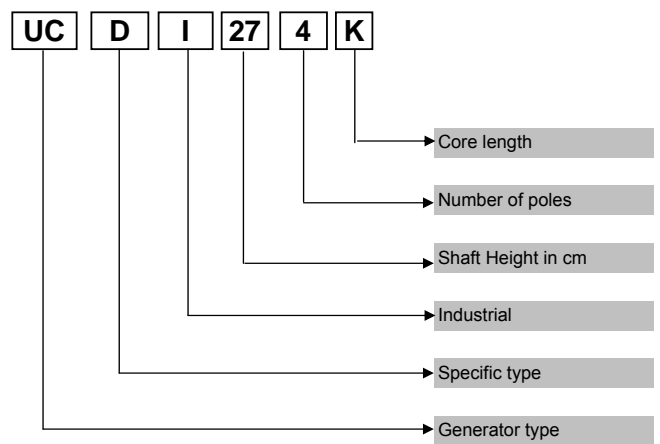 UC D I 27 4 K
Core length
Number of poles
Shaft Height in cm
Industrial
Specific type
Generator type